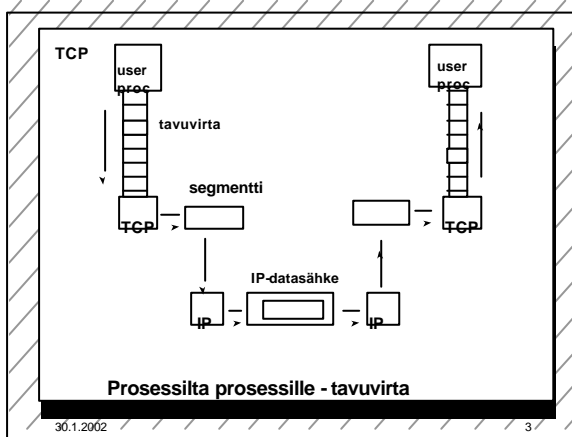 TCP
user
proc
user
proc
tavuvirta
segmentti
TCP
TCP
IP-datasähke
IP
IP
Prosessilta prosessille - tavuvirta
30.1.2002
3